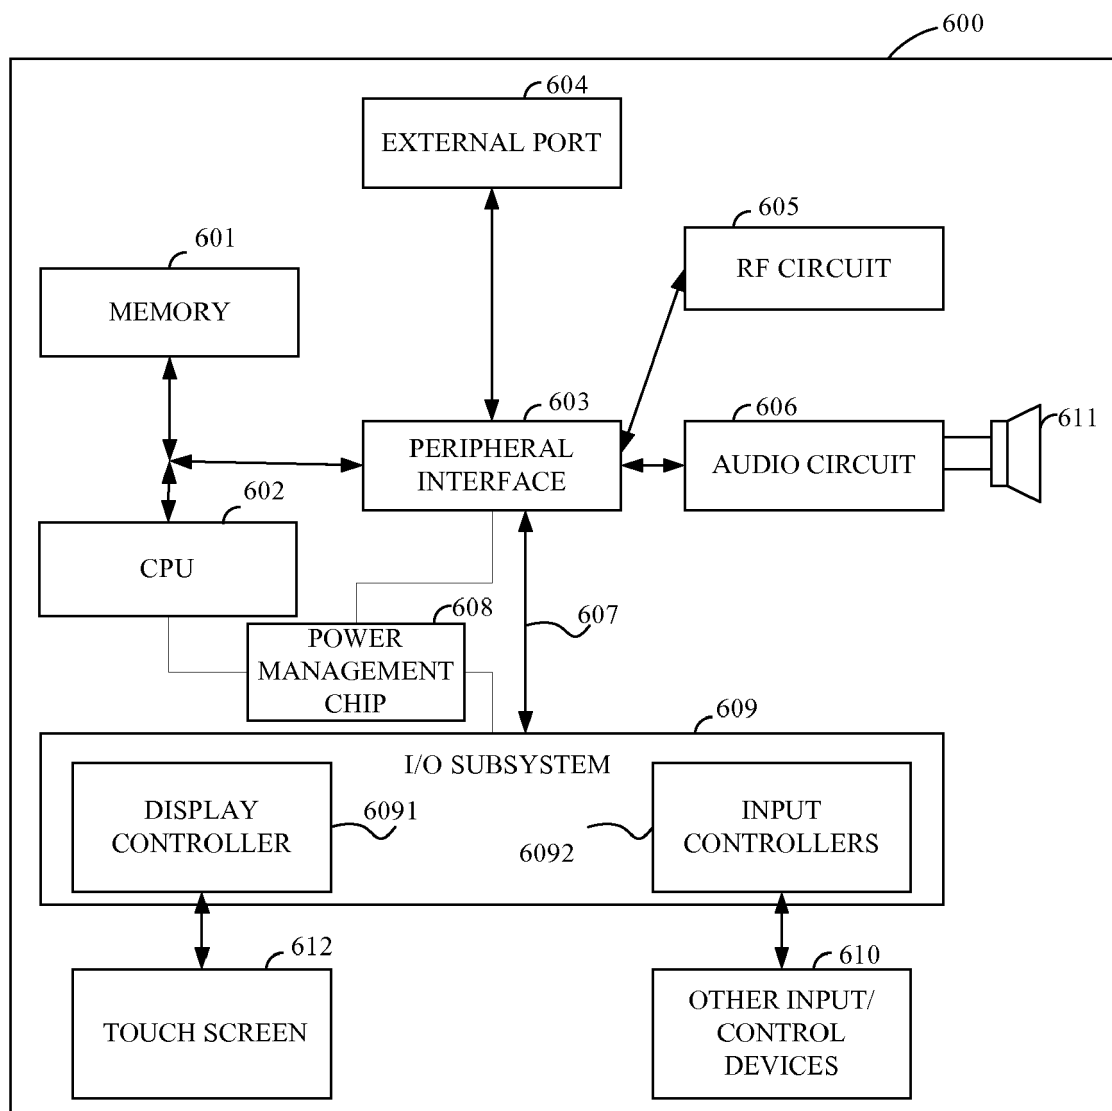 600
604
EXTERNAL PORT
605
RF CIRCUIT
601
MEMORY
603
PERIPHERAL
INTERFACE
606
AUDIO CIRCUIT
611
602
CPU
607
608
POWER
MANAGEMENT
CHIP
609
I/O SUBSYSTEM
DISPLAY
CONTROLLER
6091
6092
INPUT
CONTROLLERS
612
TOUCH SCREEN
610
OTHER INPUT/
CONTROL
DEVICES